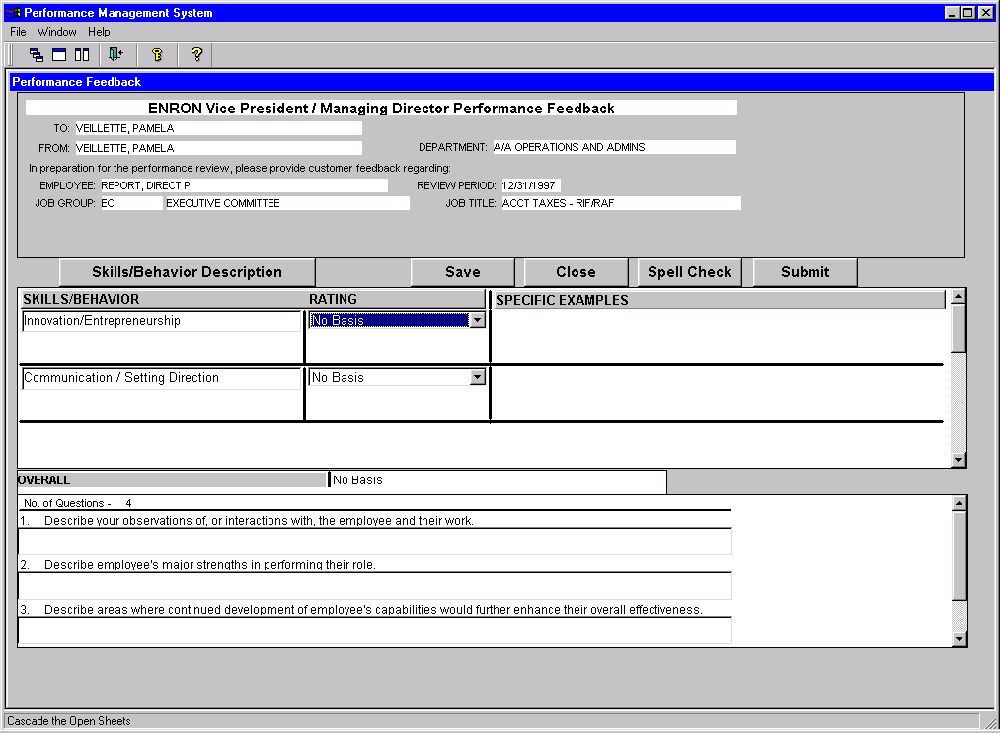 Performance Management System
File Window Help
Performance Feedback
ENRON Vice President / Managing Director Performance Feedback
TO: VEILLETTE, PAMELA
FROM: VEILLETTE, PAMELA DEPARTMENT: A/A OPERATIONS AND ADMINS
In preparation for the performance review, please provide customer feedback regarding:
EMPLOYEE: REPORT, DIRECT P REVIEW PERIOD: 12/31/1997
JOB GROUP: EC EXECUTIVE COMMITTEE JOB TITLE: ACCT TAXES - RIF/RAF
Skills/Behavior Description Save Close Spell Check Submit
SKILLS/BEHAVIOR RATING SPECIFIC EXAMPLES
Innovation/Entrepreneurship No Basis
Communication / Setting Direction No Basis
OVERALL No Basis
No. of Questions - 4
1. Describe your observations of, or interactions with, the employee and their work.
2. Describe employee's major strengths in performing their role.
3. Describe areas where continued development of employee's capabilities would further enhance their overall effectiveness.
Cascade the Open Sheets